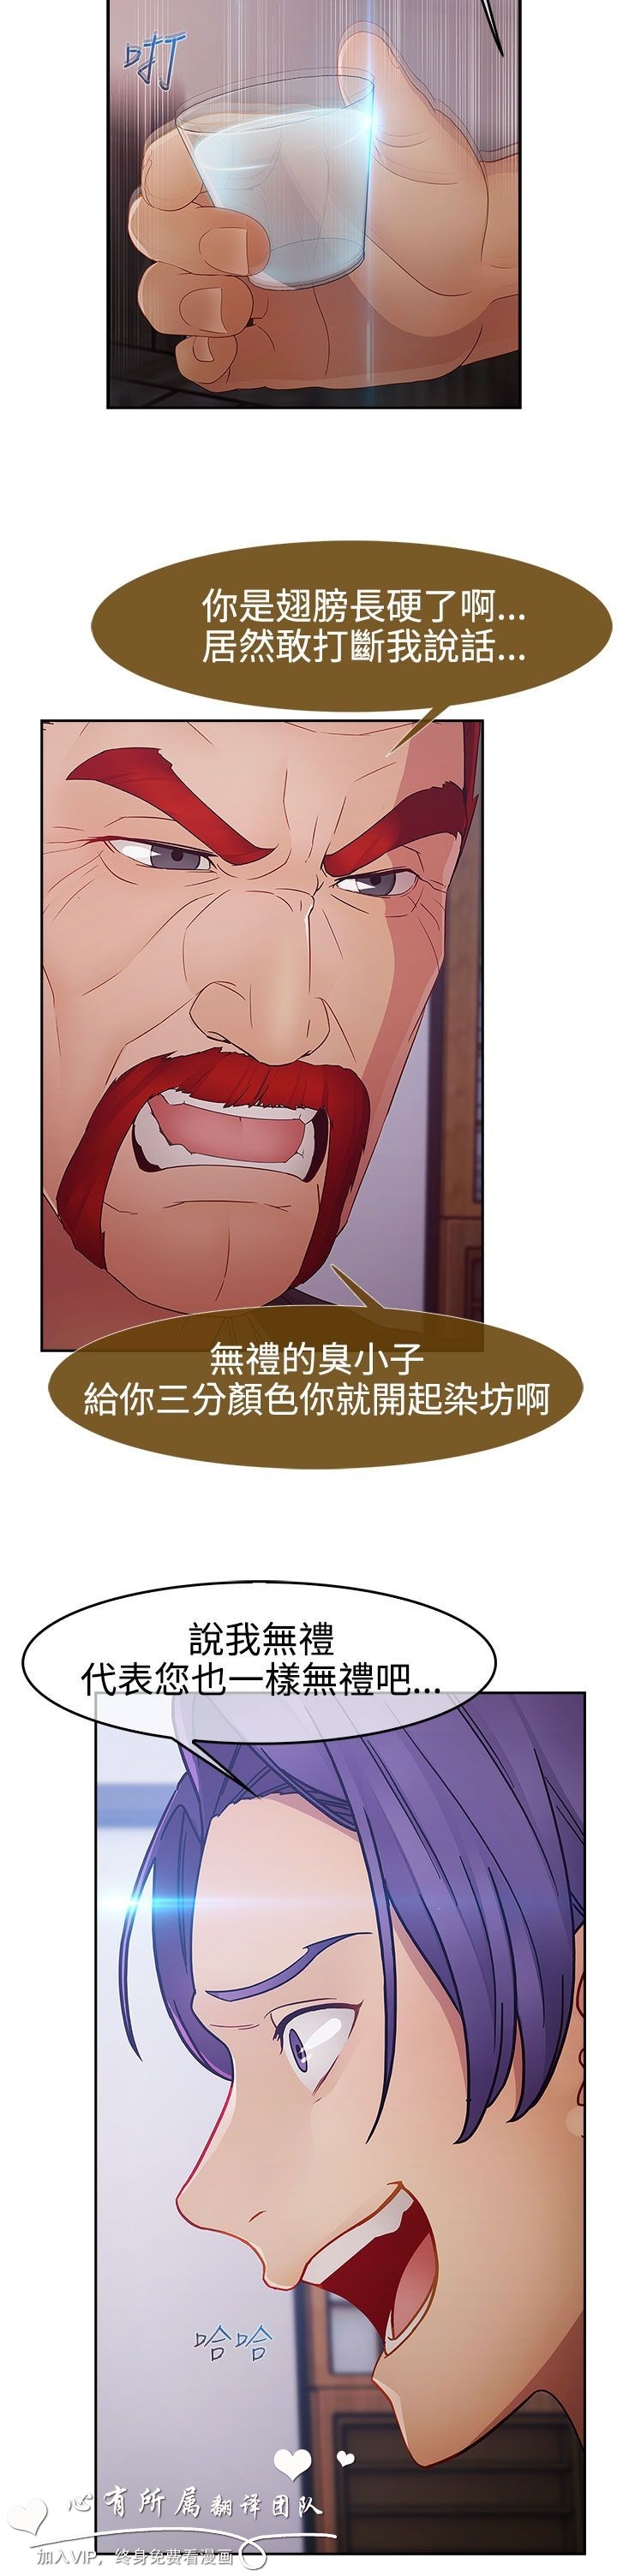 叮
你是翅膀長硬了啊...
居然敢打斷我說話...
無禮的臭小子
給你三分顏色你就開起染坊啊
說我無禮
代表您也一樣無禮吧...
哈哈
心有所属翻译团队
加入VIP，终身免费看漫画